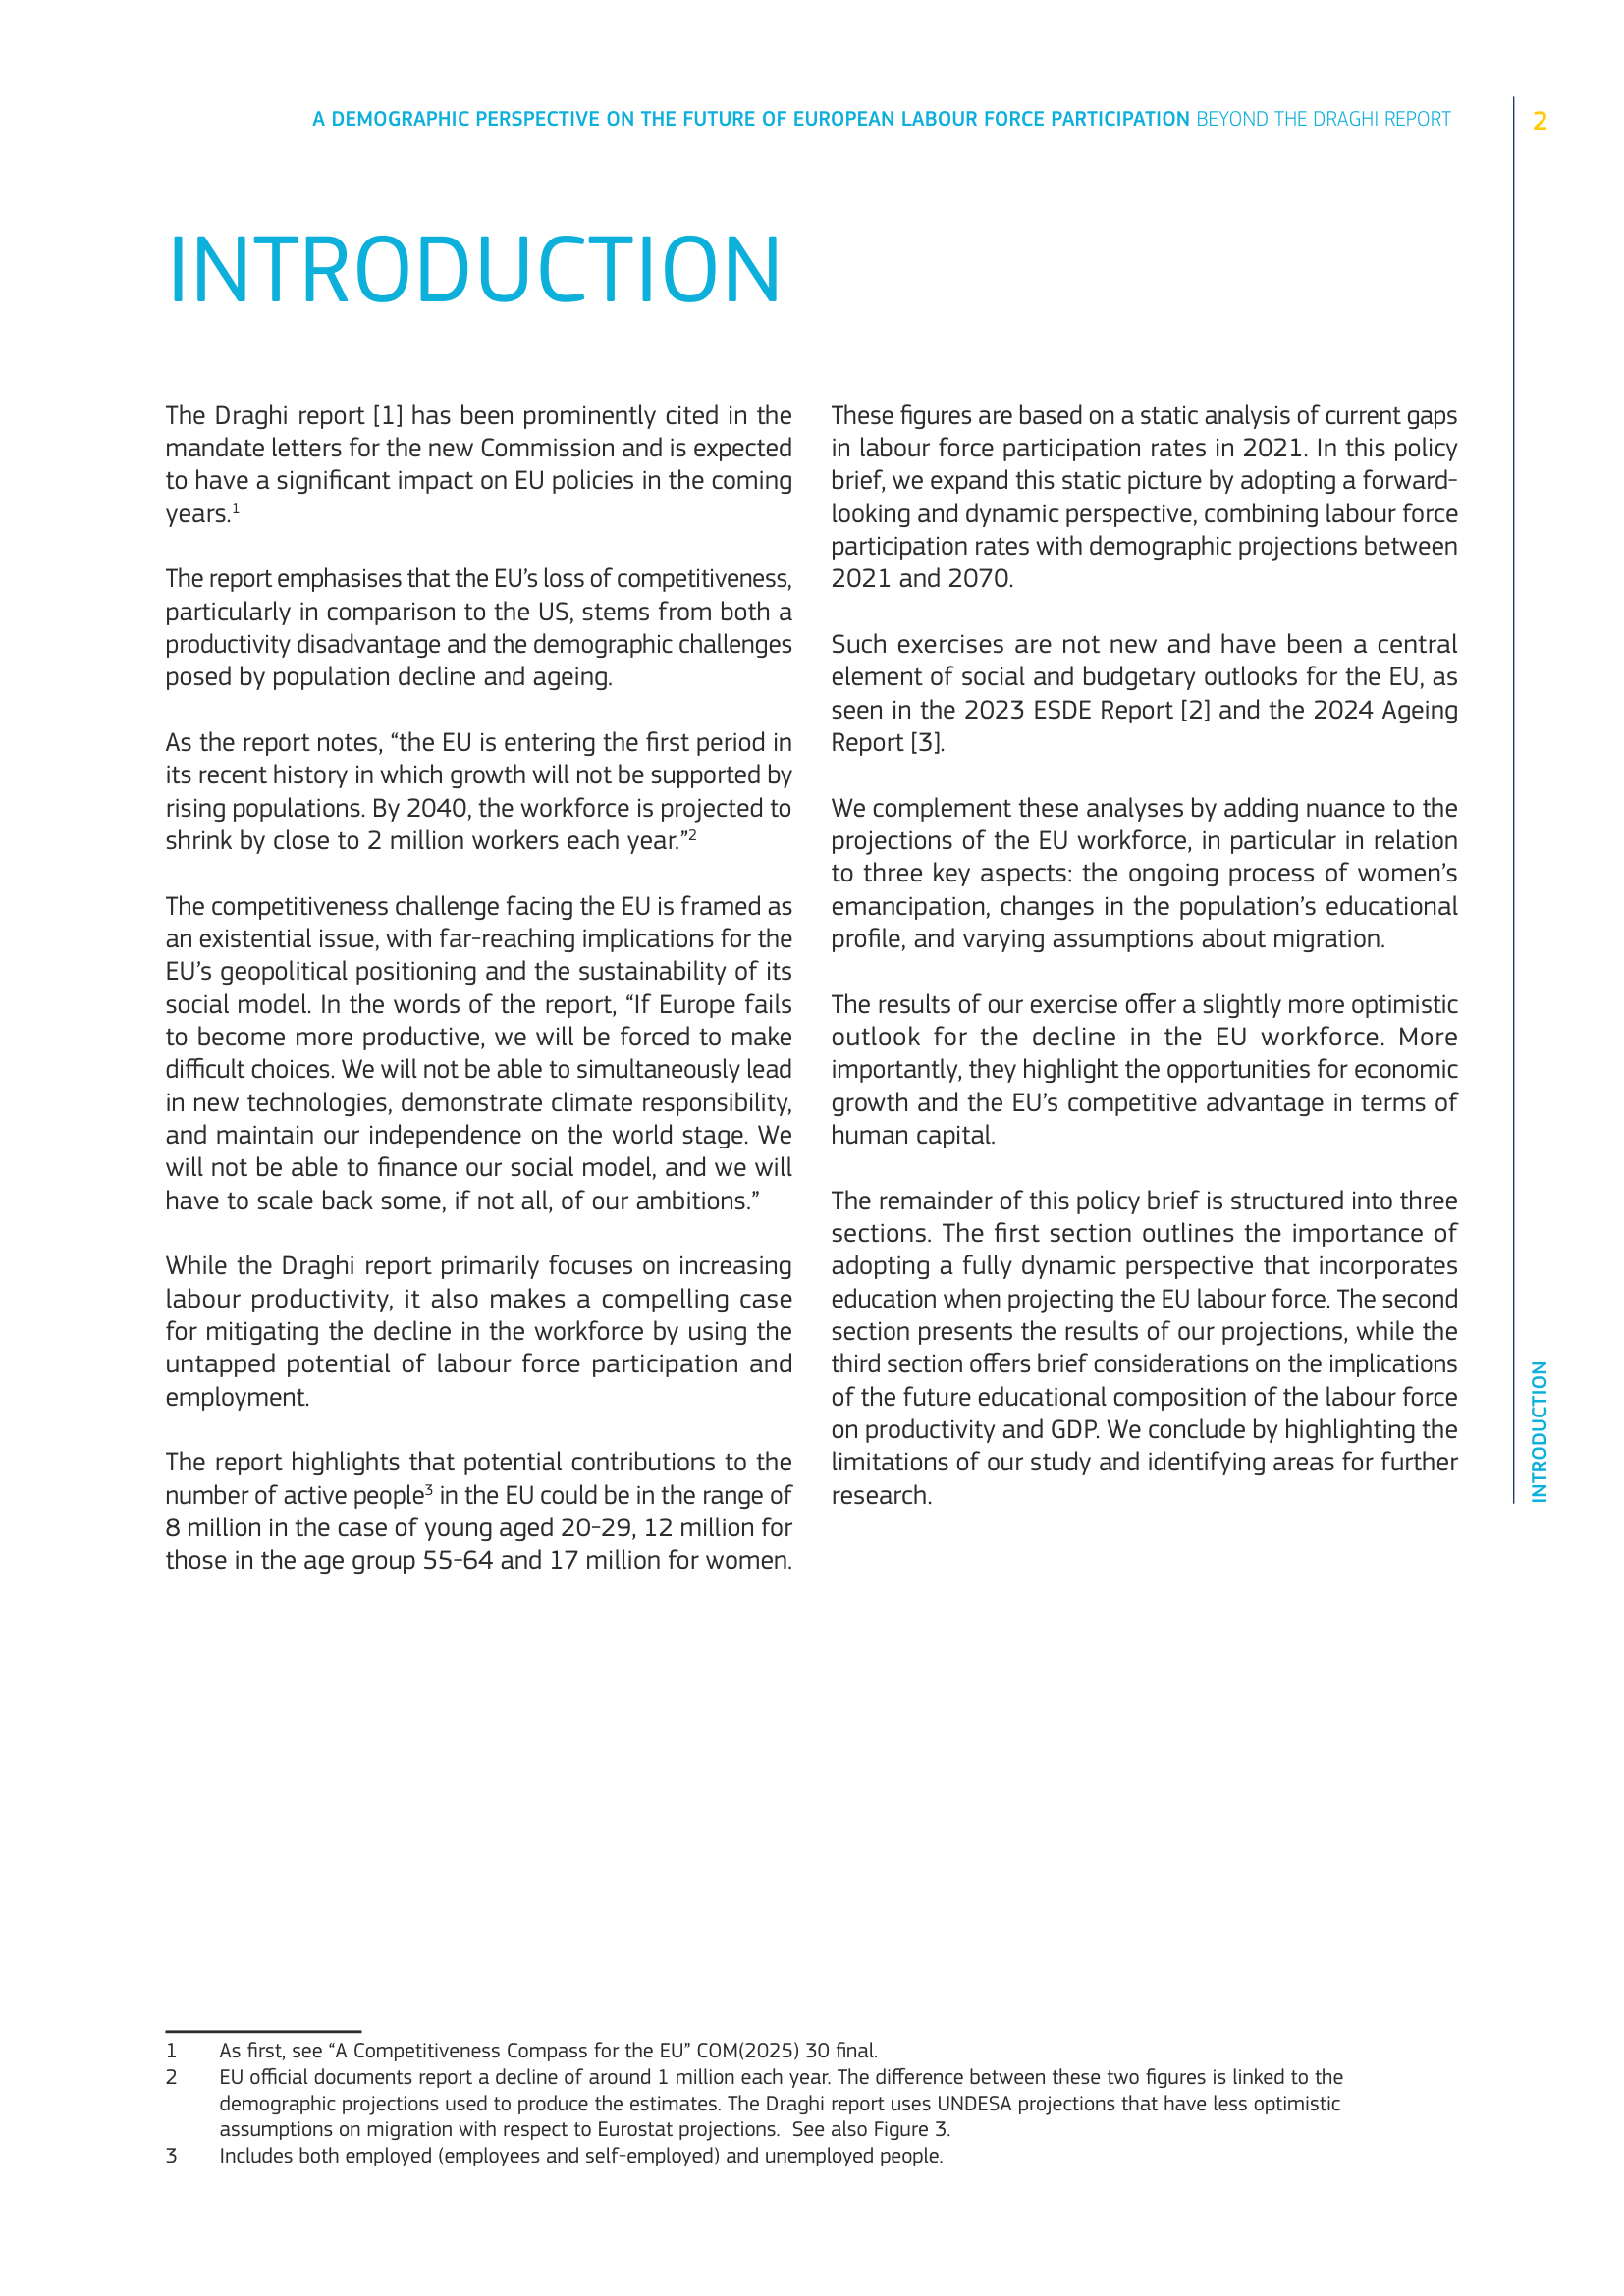 A DEMOGRAPHIC PERSPECTIVE ON THE FUTURE OF EUROPEAN LABOUR FORCE PARTICIPATION BEYOND THE DRAGHI REPORT
2
INTRODUCTION
The Draghi report [1] has been prominently cited in the
mandate letters for the new Commission and is expected
to have a significant impact on EU policies in the coming
years.1
The report emphasises that the EU’s loss of competitiveness,
particularly in comparison to the US, stems from both a
productivity disadvantage and the demographic challenges
posed by population decline and ageing.
As the report notes, “the EU is entering the first period in
its recent history in which growth will not be supported by
rising populations. By 2040, the workforce is projected to
shrink by close to 2 million workers each year.”2
The competitiveness challenge facing the EU is framed as
an existential issue, with far-reaching implications for the
EU’s geopolitical positioning and the sustainability of its
social model. In the words of the report, “If Europe fails
to become more productive, we will be forced to make
difficult choices. We will not be able to simultaneously lead
in new technologies, demonstrate climate responsibility,
and maintain our independence on the world stage. We
will not be able to finance our social model, and we will
have to scale back some, if not all, of our ambitions.”
While the Draghi report primarily focuses on increasing
labour productivity, it also makes a compelling case
for mitigating the decline in the workforce by using the
untapped potential of labour force participation and
employment.
The report highlights that potential contributions to the
number of active people3 in the EU could be in the range of
8 million in the case of young aged 20-29, 12 million for
those in the age group 55-64 and 17 million for women.
These figures are based on a static analysis of current gaps
in labour force participation rates in 2021. In this policy
brief, we expand this static picture by adopting a forward-
looking and dynamic perspective, combining labour force
participation rates with demographic projections between
2021 and 2070.
Such exercises are not new and have been a central
element of social and budgetary outlooks for the EU, as
seen in the 2023 ESDE Report [2] and the 2024 Ageing
Report [3].
We complement these analyses by adding nuance to the
projections of the EU workforce, in particular in relation
to three key aspects: the ongoing process of women’s
emancipation, changes in the population’s educational
profile, and varying assumptions about migration.
The results of our exercise offer a slightly more optimistic
outlook for the decline in the EU workforce. More
importantly, they highlight the opportunities for economic
growth and the EU’s competitive advantage in terms of
human capital.
The remainder of this policy brief is structured into three
sections. The first section outlines the importance of
adopting a fully dynamic perspective that incorporates
education when projecting the EU labour force. The second
section presents the results of our projections, while the
third section offers brief considerations on the implications
of the future educational composition of the labour force
on productivity and GDP. We conclude by highlighting the
limitations of our study and identifying areas for further
research.
INTRODUCTION
1 As first, see “A Competitiveness Compass for the EU” COM(2025) 30 final.
2 EU official documents report a decline of around 1 million each year. The difference between these two figures is linked to the
demographic projections used to produce the estimates. The Draghi report uses UNDESA projections that have less optimistic
assumptions on migration with respect to Eurostat projections. See also Figure 3.
3 Includes both employed (employees and self-employed) and unemployed people.